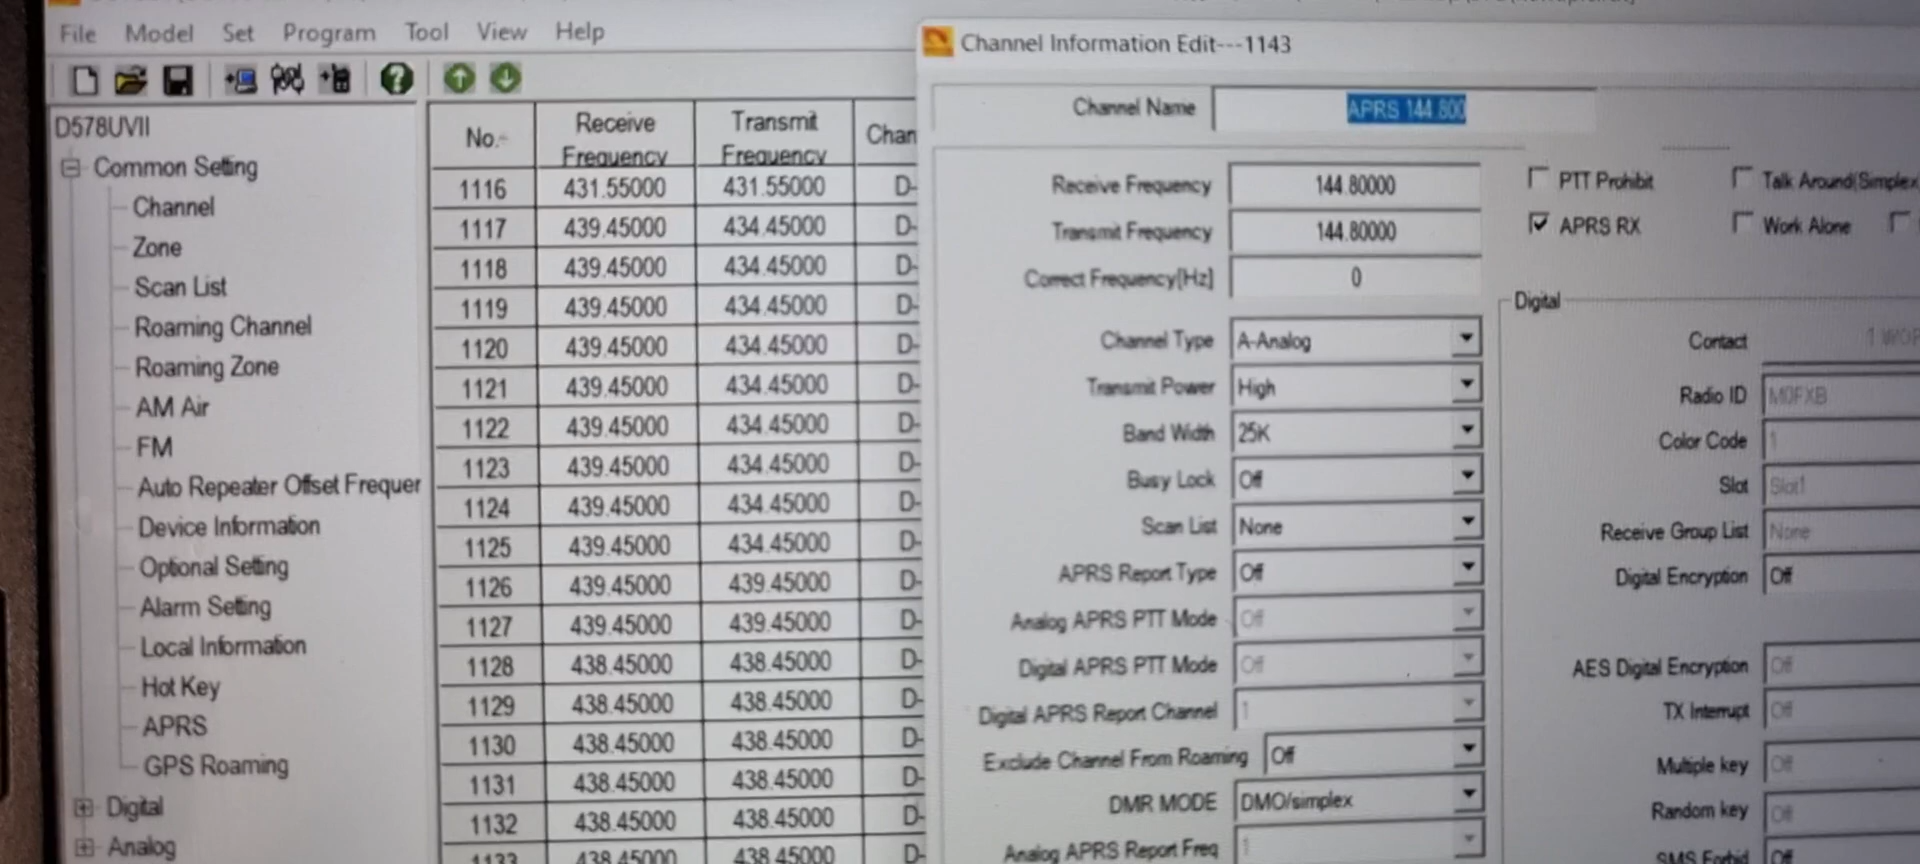 File Model Set Program Tool View Help
D578UVII
Common Setting
Channel
Zone
Scan List
Roaming Channel
Roaming Zone
AM Air
FM
Auto Repeater Offset Frequer
Device Information
Optional Setting
Alarm Setting
Local Information
Hot Key
APRS
GPS Roaming
Digital
Analog
No. Receive Frequency Transmit Frequency Chan
1116 431.55000 431.55000 D-
1117 439.45000 434.45000 D-
1118 439.45000 434.45000 D-
1119 439.45000 434.45000 D-
1120 439.45000 434.45000 D-
1121 439.45000 434.45000 D-
1122 439.45000 434.45000 D-
1123 439.45000 434.45000 D-
1124 439.45000 434.45000 D-
1125 439.45000 434.45000 D-
1126 439.45000 439.45000 D-
1127 439.45000 439.45000 D-
1128 438.45000 438.45000 D-
1129 438.45000 438.45000 D-
1130 438.45000 438.45000 D-
1131 438.45000 438.45000 D-
1132 438.45000 438.45000 D-
1133 438.45000 438.45000
Channel Information Edit---1143
Channel Name APRS 144.800
Receive Frequency 144.80000
Transmit Frequency 144.80000
Correct Frequency[Hz] 0
Channel Type A-Analog
Transmit Power High
Band Width 25K
Busy Lock Off
Scan List None
APRS Report Type Off
Analog APRS PTT Mode Off
Digital APRS PTT Mode Off
Digital APRS Report Channel 1
Exclude Channel From Roaming Off
DMR MODE DMO/simplex
Analog APRS Report Freq 1
PTT Prohibit Talk Around(Simplex
APRS RX Work Alone
Digital
Contact 1 WOR
Radio ID M0FXB
Color Code 1
Slot Slot1
Receive Group List None
Digital Encryption Off
AES Digital Encryption Off
TX Interrupt Off
Multiple key Off
Random key Off
SMS Forbid Off